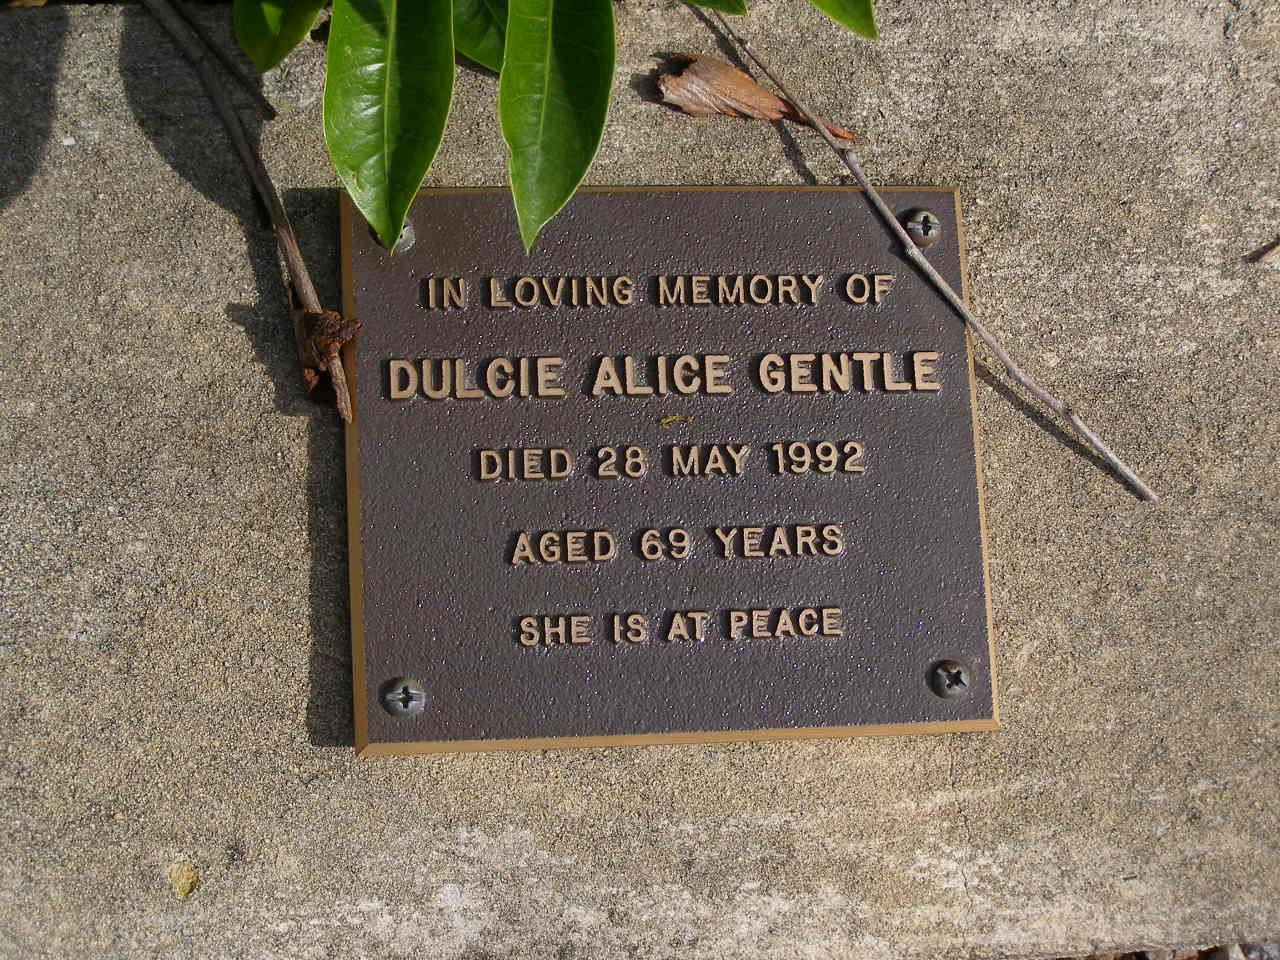 IN LOVING MEMORY OF
DULCIE ALICE GENTLE
DIED 28 MAY 1992
AGED 69 YEARS
SHE IS AT PEACE